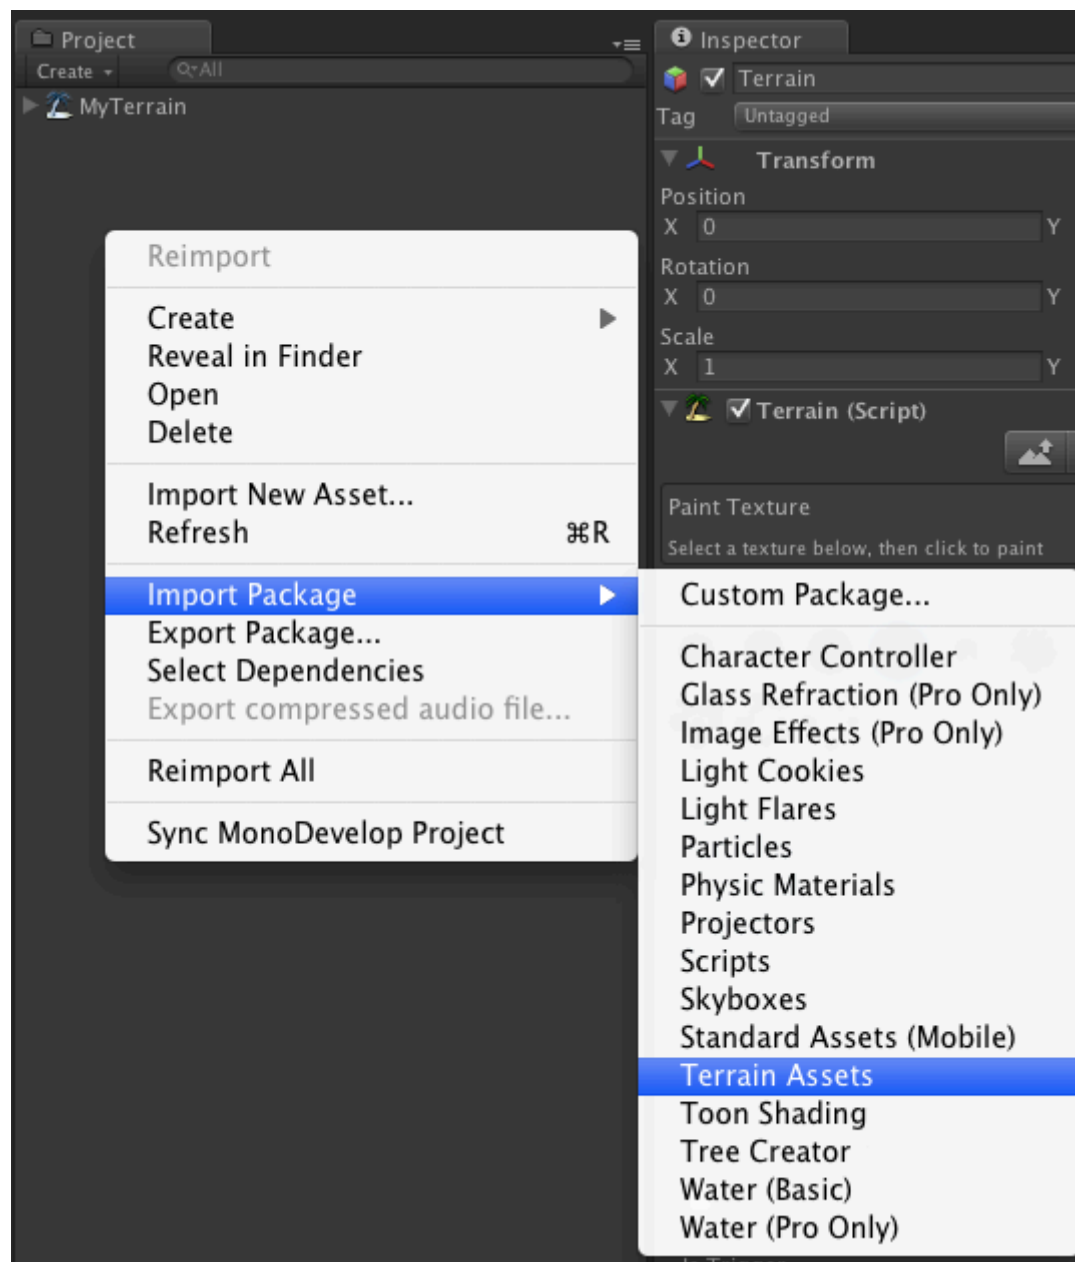 Project
Create
All
MyTerrain
Inspector
Terrain
Tag Untagged
Transform
Position
X 0 Y
Rotation
X 0 Y
Scale
X 1 Y
Terrain (Script)
Paint Texture
Select a texture below, then click to paint
Reimport
Create
Reveal in Finder
Open
Delete
Import New Asset...
Refresh ⌘R
Import Package
Export Package...
Select Dependencies
Export compressed audio file...
Reimport All
Sync MonoDevelop Project
Custom Package...
Character Controller
Glass Refraction (Pro Only)
Image Effects (Pro Only)
Light Cookies
Light Flares
Particles
Physic Materials
Projectors
Scripts
Skyboxes
Standard Assets (Mobile)
Terrain Assets
Toon Shading
Tree Creator
Water (Basic)
Water (Pro Only)